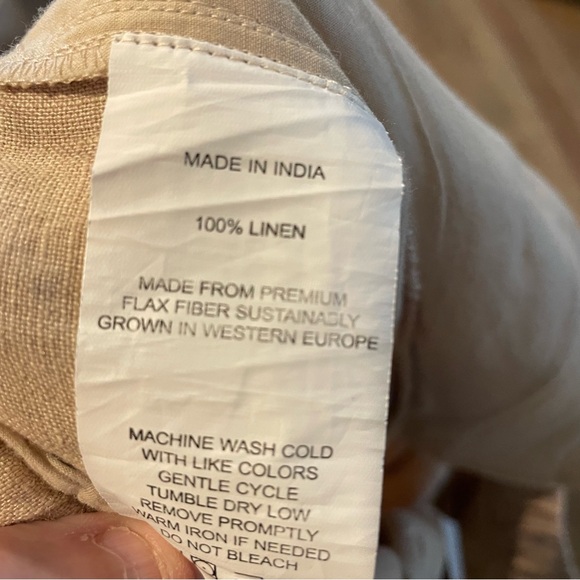 MADE IN INDIA
100% LINEN
MADE FROM PREMIUM
FLAX FIBER SUSTAINABLY
GROWN IN WESTERN EUROPE
MACHINE WASH COLD
WITH LIKE COLORS
GENTLE CYCLE
TUMBLE DRY LOW
REMOVE PROMPTLY
WARM IRON IF NEEDED
DO NOT BLEACH